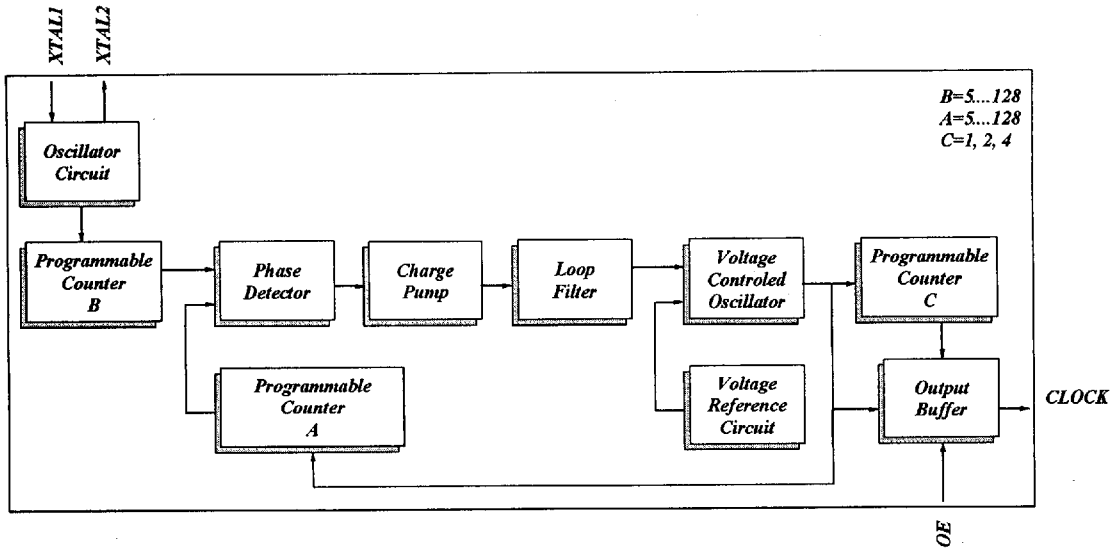 XTAL1
XTAL2
B=5....128
A=5....128
C=1, 2, 4
Oscillator
Circuit
Programmable
Counter
B
Phase
Detector
Charge
Pump
Loop
Filter
Voltage
Controled
Oscillator
Programmable
Counter
C
Programmable
Counter
A
Voltage
Reference
Circuit
Output
Buffer
CLOCK
OE